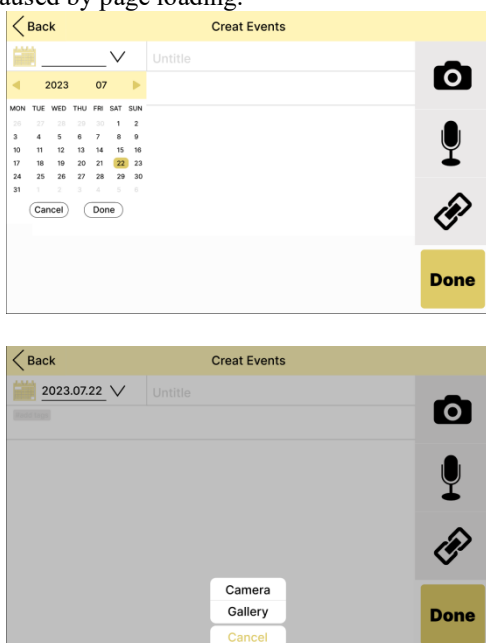 caused by page loading.
Back Creat Events
Untitle
2023 07
MON TUE WED THU FRI SAT SUN
26 27 28 29 30 1 2
3 4 5 6 7 8 9
10 11 12 13 14 15 16
17 18 19 20 21 22 23
24 25 26 27 28 29 30
31 1 2 3 4 5 6
Cancel Done
Done
Back Creat Events
2023.07.22 Untitle
Camera
Gallery
Cancel
Done